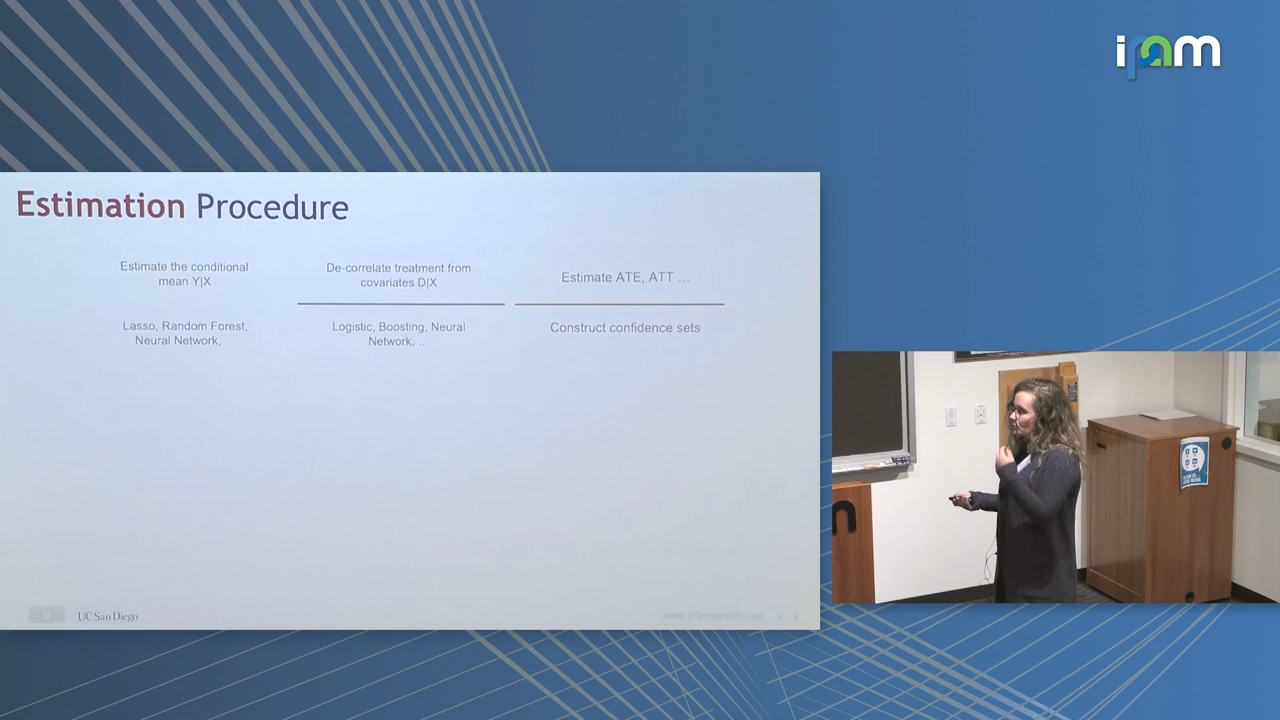 ipam
Estimation Procedure
Estimate the conditional
mean Y|X
De-correlate treatment from
covariates D|X
Estimate ATE, ATT ...
Lasso, Random Forest,
Neural Network, ...
Logistic, Boosting, Neural
Network, ...
Construct confidence sets
UC San Diego